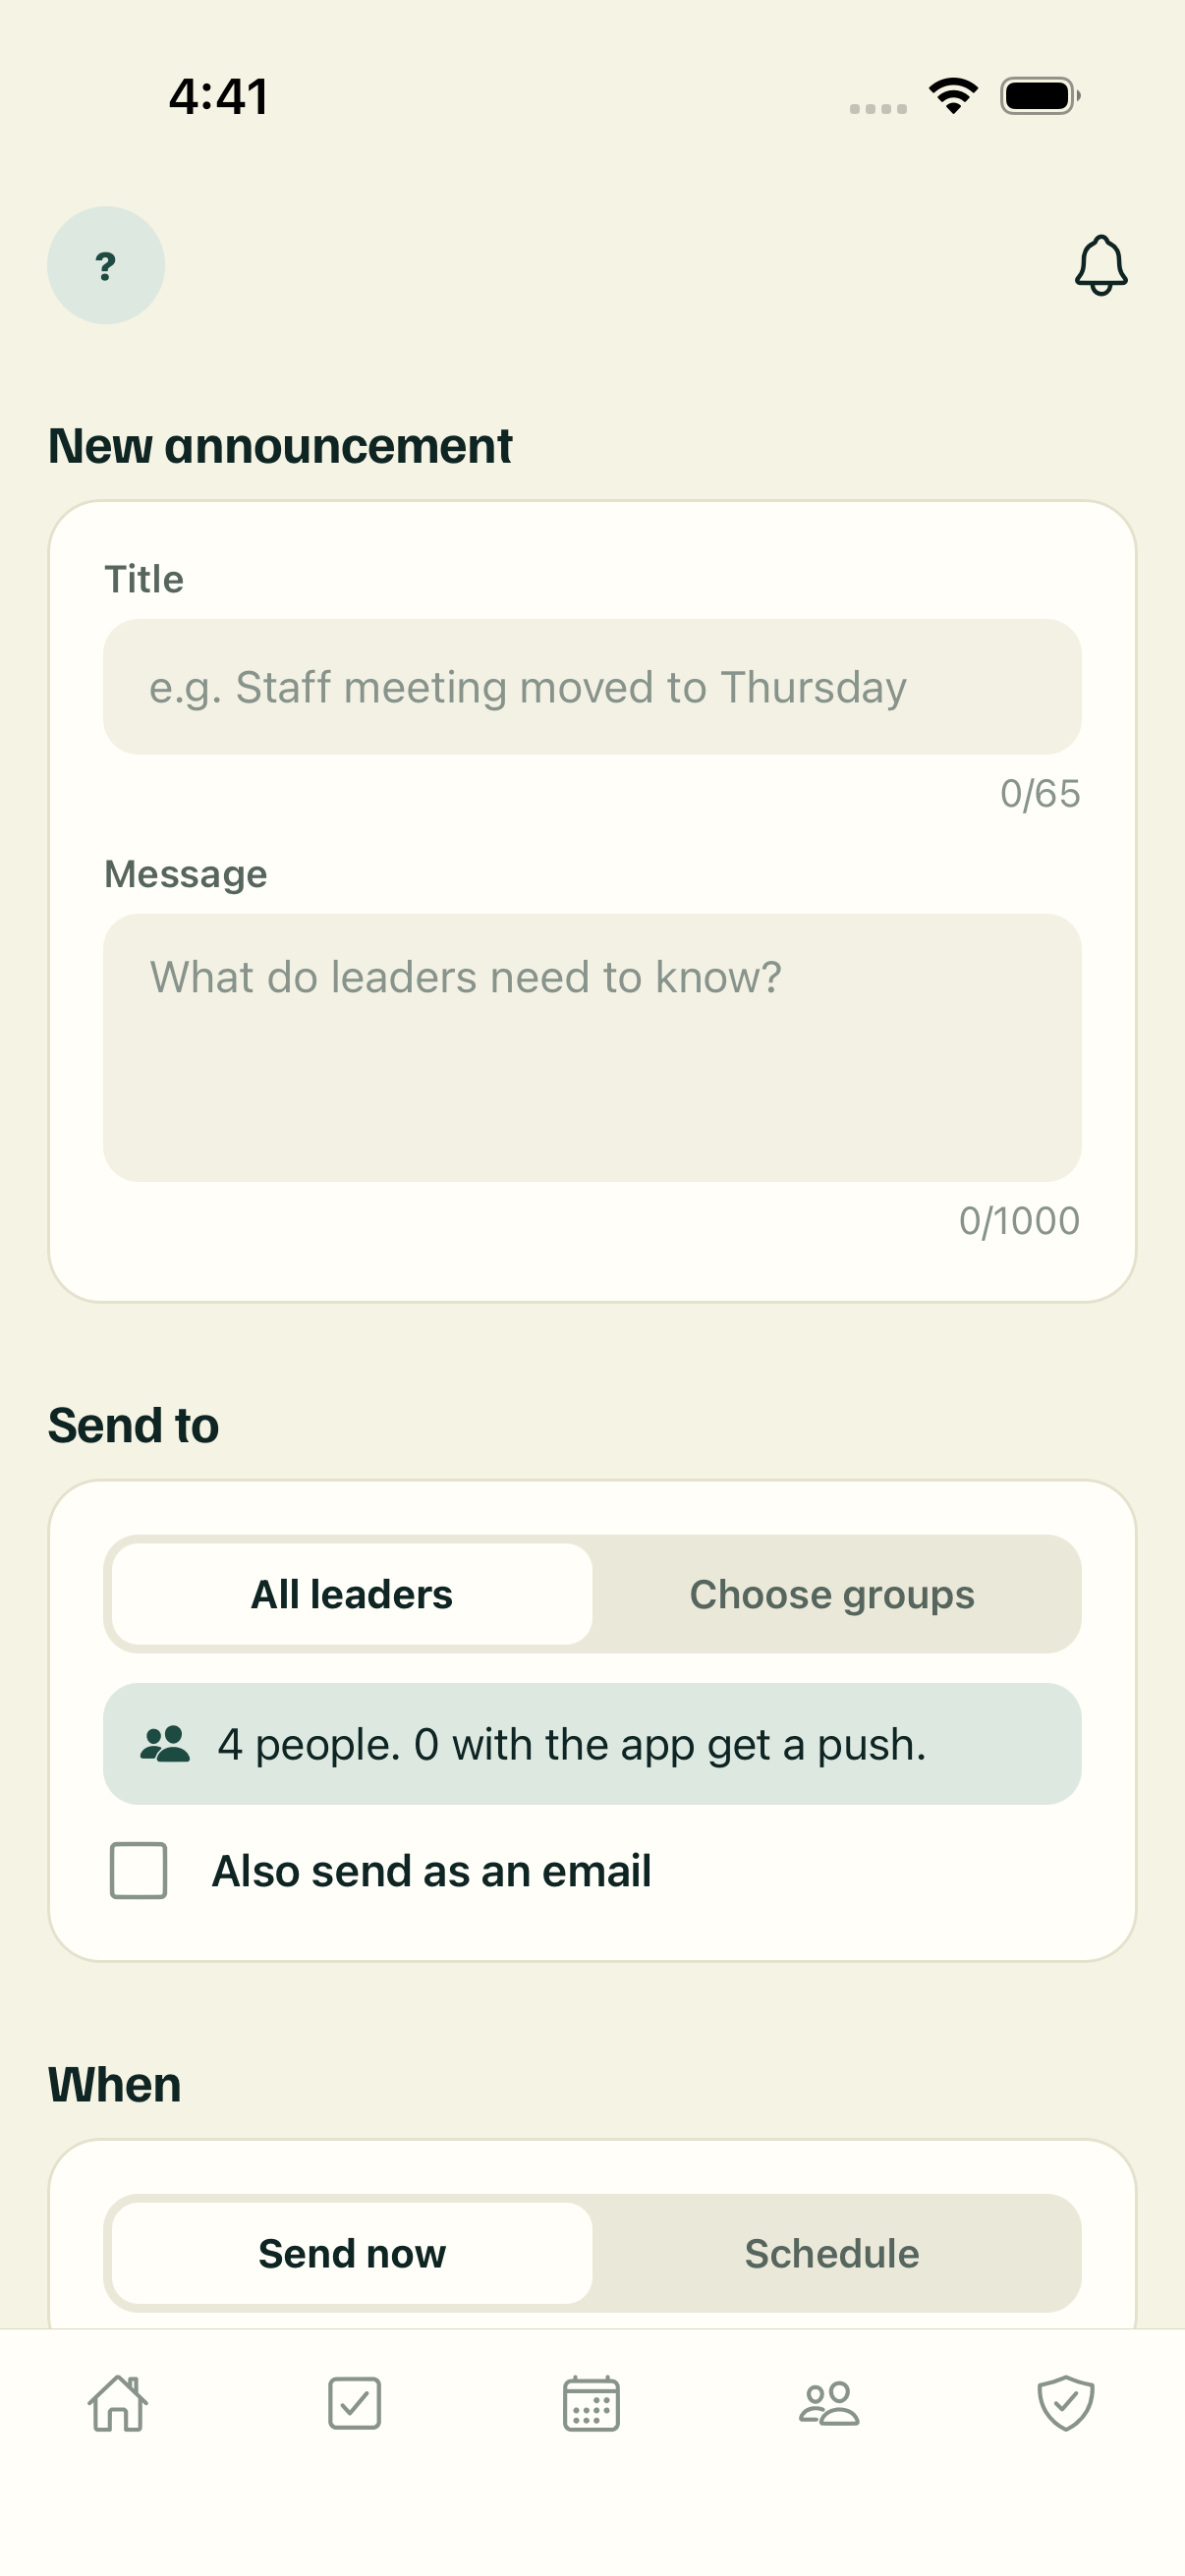 4:41
?
New announcement
Title
e.g. Staff meeting moved to Thursday
0/65
Message
What do leaders need to know?
0/1000
Send to
All leaders
Choose groups
4 people. 0 with the app get a push.
Also send as an email
When
Send now
Schedule